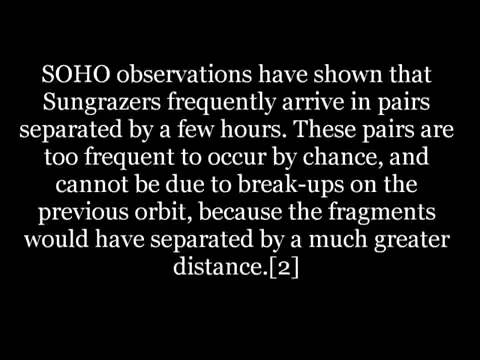 SOHO observations have shown that
Sungrazers frequently arrive in pairs
separated by a few hours. These pairs are
too frequent to occur by chance, and
cannot be due to break-ups on the
previous orbit, because the fragments
would have separated by a much greater
distance.[2]